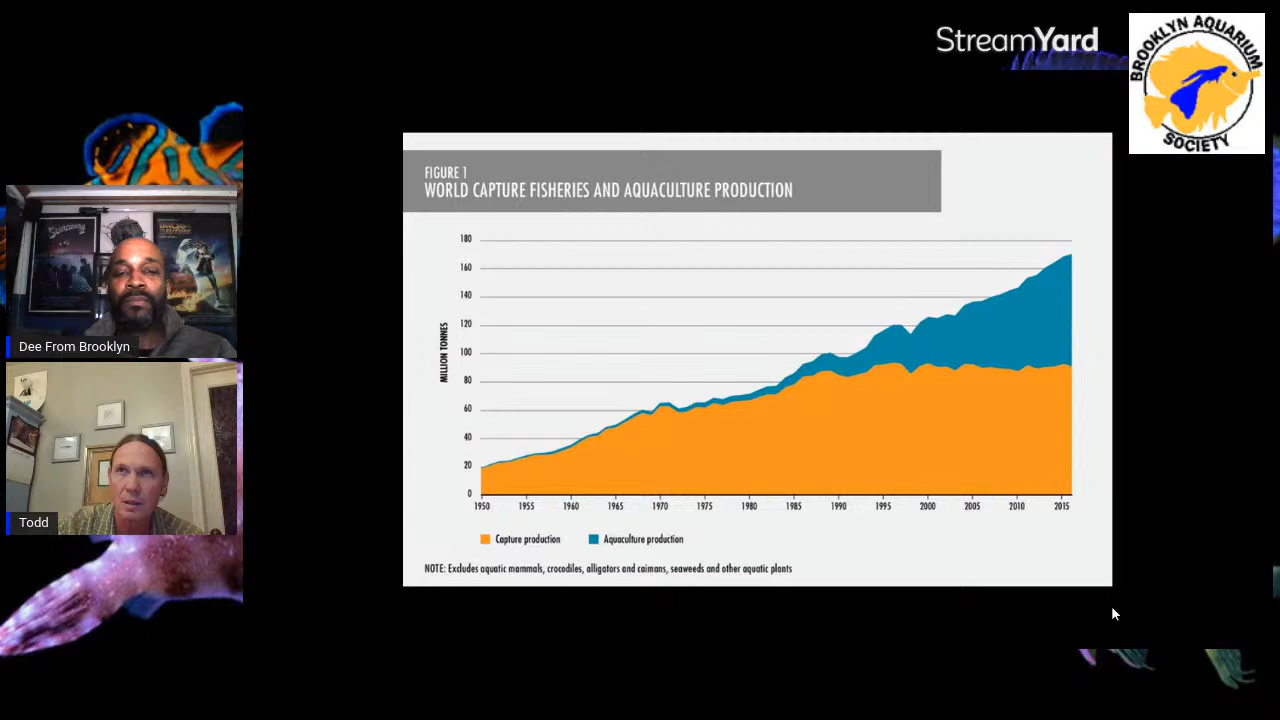 StreamYard
BROOKLYN AQUARIUM
SOCIETY
FIGURE 1
WORLD CAPTURE FISHERIES AND AQUACULTURE PRODUCTION
MILLION TONNES
180
160
140
120
100
80
60
40
20
0
1950 1955 1960 1965 1970 1975 1980 1985 1990 1995 2000 2005 2010 2015
Capture production Aquaculture production
NOTE: Excludes aquatic mammals, crocodiles, alligators and caimans, seaweeds and other aquatic plants
Dee From Brooklyn
Todd